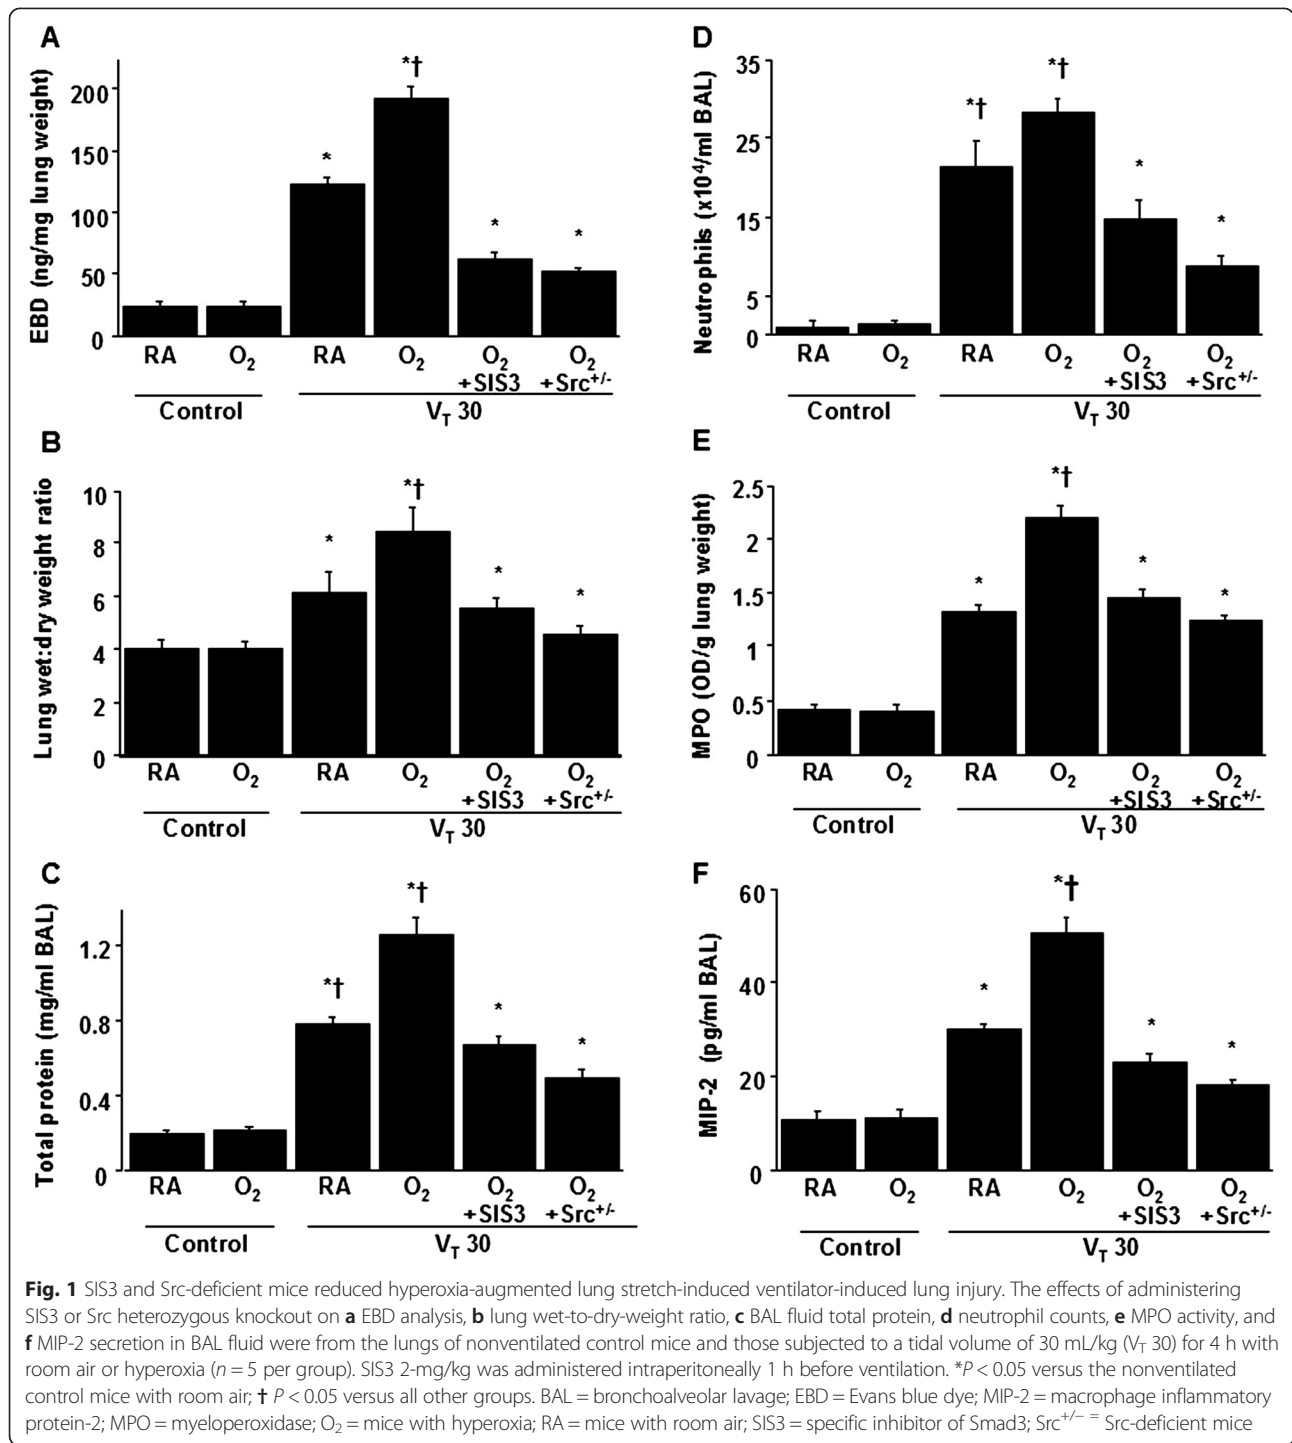 A
EBD (ng/mg lung weight)
200
150
100
50
0
*
*†
*
*
RA
O₂
RA
O₂
O₂
+SIS3
O₂
+Src⁺/⁻
Control
V_T 30
B
Lung wet:dry weight ratio
10
8
6
4
2
0
*
*†
*
*
RA
O₂
RA
O₂
O₂
+SIS3
O₂
+Src⁺/⁻
Control
V_T 30
C
Total protein (mg/ml BAL)
1.2
0.8
0.4
0
*†
*†
*
*
RA
O₂
RA
O₂
O₂
+SIS3
O₂
+Src⁺/⁻
Control
V_T 30
D
Neutrophils (x10⁴/ml BAL)
35
25
15
5
0
*†
*†
*
*
RA
O₂
RA
O₂
O₂
+SIS3
O₂
+Src⁺/⁻
Control
V_T 30
E
MPO (OD/g lung weight)
2.5
2
1.5
1
0.5
0
*
*†
*
*
RA
O₂
RA
O₂
O₂
+SIS3
O₂
+Src⁺/⁻
Control
V_T 30
F
MIP-2 (pg/ml BAL)
60
40
20
0
*
*†
*
*
RA
O₂
RA
O₂
O₂
+SIS3
O₂
+Src⁺/⁻
Control
V_T 30
Fig. 1 SIS3 and Src-deficient mice reduced hyperoxia-augmented lung stretch-induced ventilator-induced lung injury. The effects of administering
SIS3 or Src heterozygous knockout on a EBD analysis, b lung wet-to-dry-weight ratio, c BAL fluid total protein, d neutrophil counts, e MPO activity, and
f MIP-2 secretion in BAL fluid were from the lungs of nonventilated control mice and those subjected to a tidal volume of 30 mL/kg (V_T 30) for 4 h with
room air or hyperoxia (n = 5 per group). SIS3 2-mg/kg was administered intraperitoneally 1 h before ventilation. *P < 0.05 versus the nonventilated
control mice with room air; † P < 0.05 versus all other groups. BAL = bronchoalveolar lavage; EBD = Evans blue dye; MIP-2 = macrophage inflammatory
protein-2; MPO = myeloperoxidase; O₂ = mice with hyperoxia; RA = mice with room air; SIS3 = specific inhibitor of Smad3; Src⁺/⁻ ⁼ Src-deficient mice